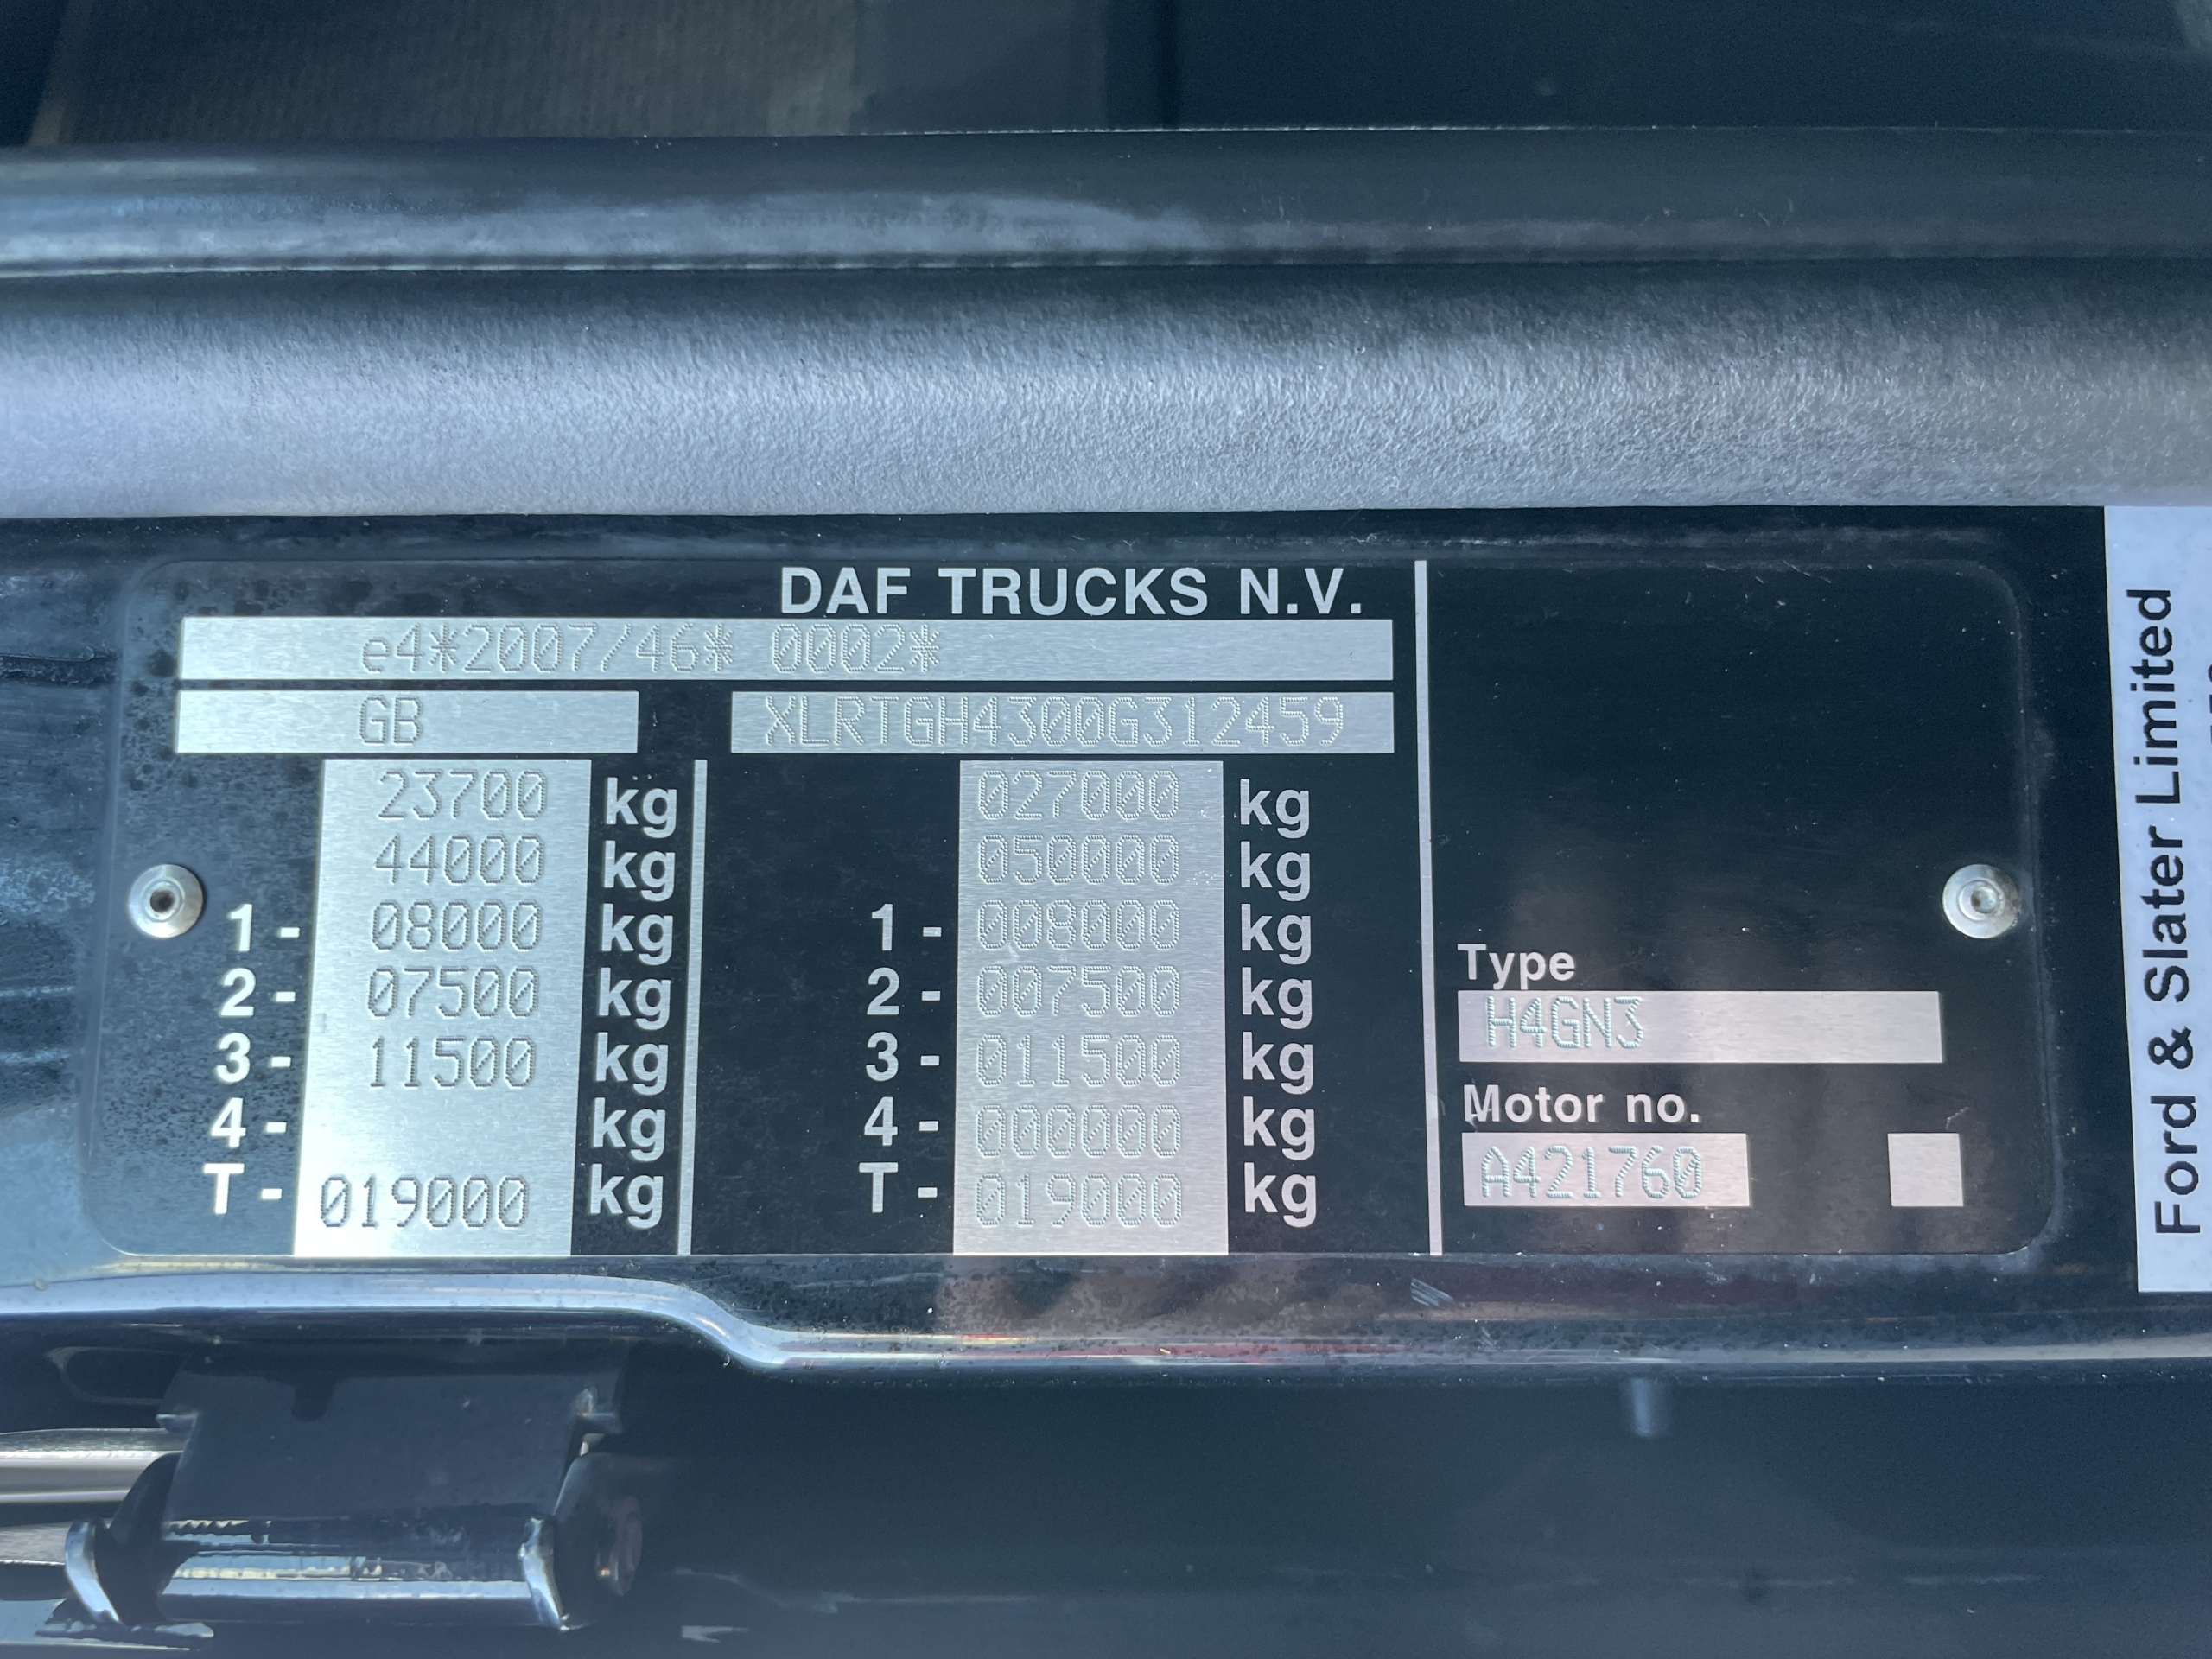 DAF TRUCKS N.V.
e4*2007/46* 0002*
GB XLRTGH4300G312459
23700 kg 027000 kg
44000 kg 050000 kg
1- 08000 kg 1- 008000 kg
2- 07500 kg 2- 007500 kg
3- 11500 kg 3- 011500 kg
4- kg 4- 000000 kg
T- 019000 kg T- 019000 kg
Type
H4GN3
Motor no.
A421760
Ford & Slater Limited